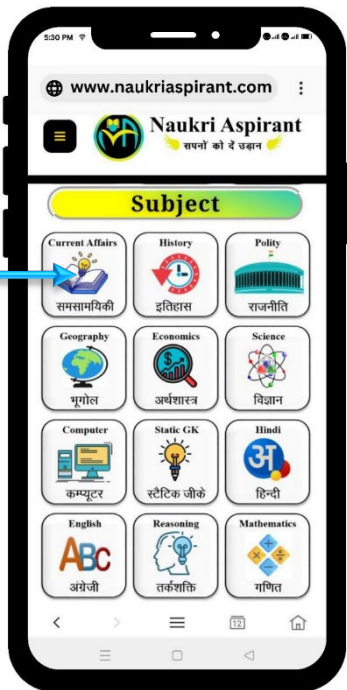 5:30 PM
www.naukriaspirant.com
Naukri Aspirant
सपनों को दें उड़ान
Subject
Current Affairs
समसामयिकी
History
इतिहास
Polity
राजनीति
Geography
भूगोल
Economics
अर्थशास्त्र
Science
विज्ञान
Computer
कम्प्यूटर
Static GK
स्टैटिक जीके
Hindi
अ
हिन्दी
English
ABC
अंग्रेजी
Reasoning
तर्कशक्ति
Mathematics
गणित
12